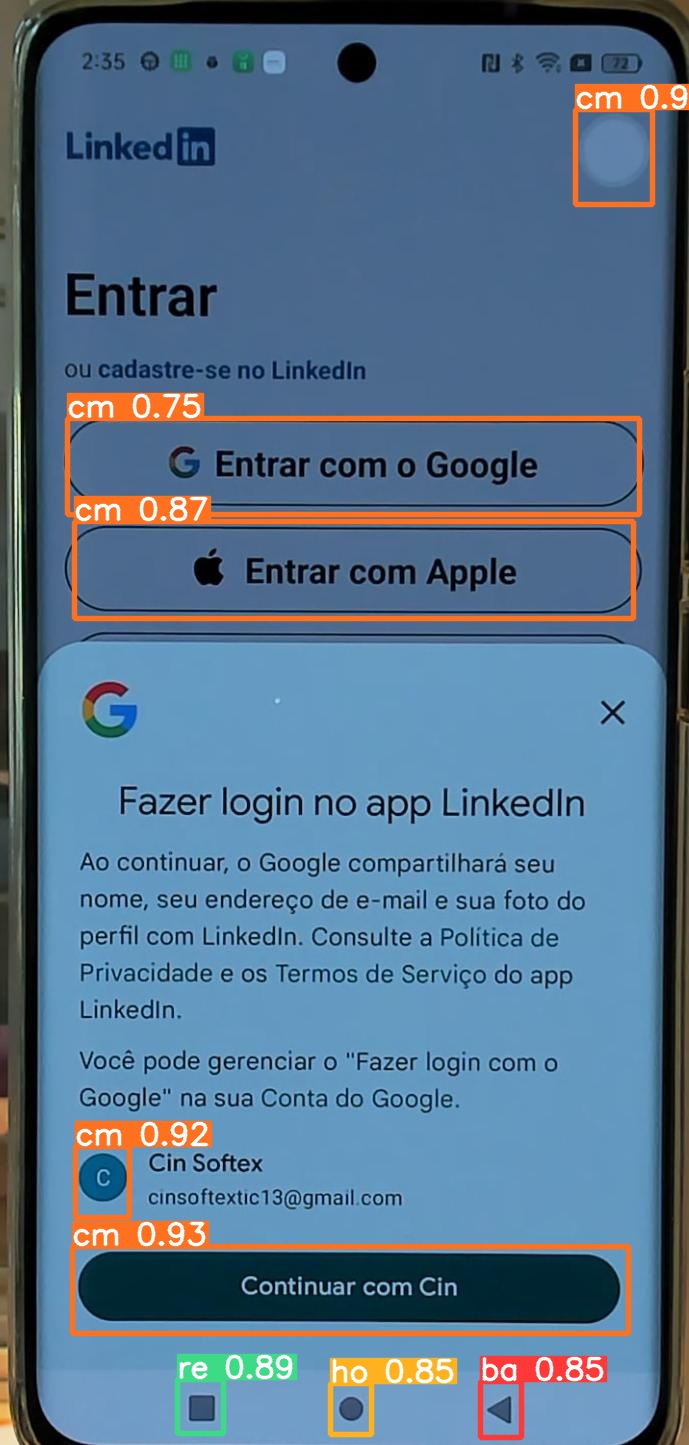 2:35
72
cm 0.9
Linked in
Entrar
ou cadastre-se no LinkedIn
cm 0.75
G Entrar com o Google
cm 0.87
Entrar com Apple
G
Fazer login no app LinkedIn
Ao continuar, o Google compartilhará seu
nome, seu endereço de e-mail e sua foto do
perfil com LinkedIn. Consulte a Política de
Privacidade e os Termos de Serviço do app
LinkedIn.
Você pode gerenciar o "Fazer login com o
Google" na sua Conta do Google.
cm 0.92
C
Cin Softex
cinsoftextic13@gmail.com
cm 0.93
Continuar com Cin
re 0.89
ho 0.85
ba 0.85